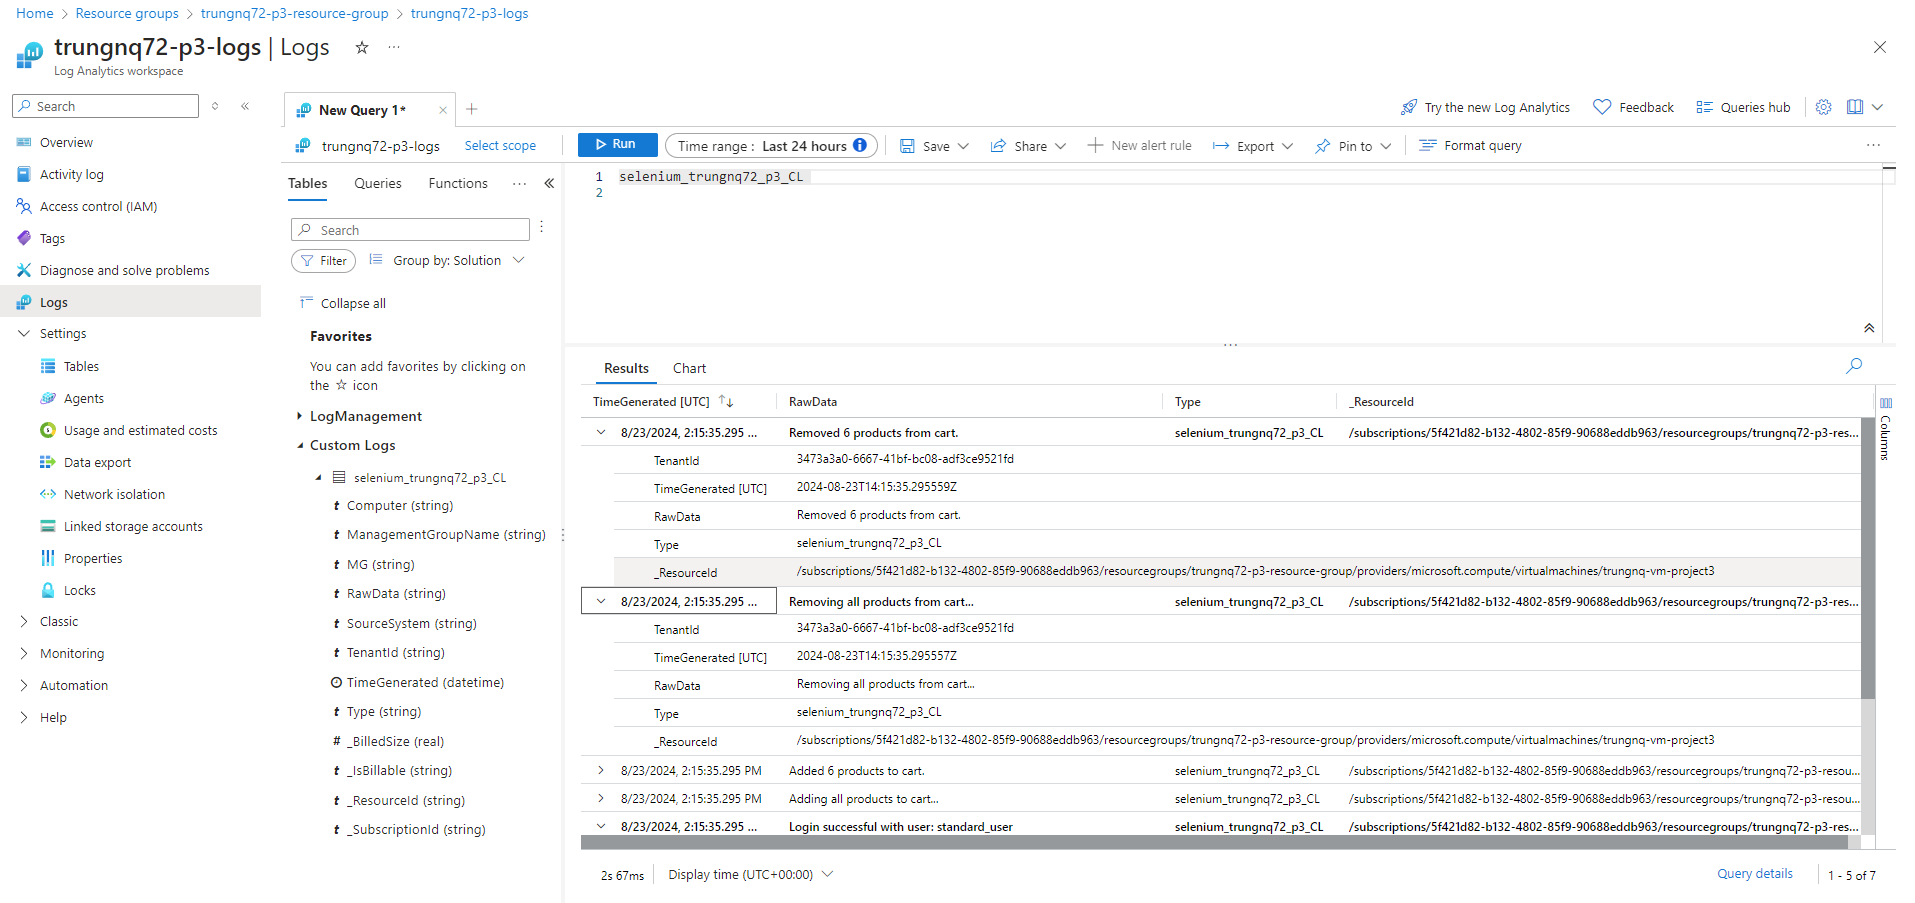 Home > Resource groups > trungnq72-p3-resource-group > trungnq72-p3-logs
trungnq72-p3-logs | Logs
Log Analytics workspace
Search
Overview
Activity log
Access control (IAM)
Tags
Diagnose and solve problems
Logs
Settings
Tables
Agents
Usage and estimated costs
Data export
Network isolation
Linked storage accounts
Properties
Locks
Classic
Monitoring
Automation
Help
New Query 1*
Try the new Log Analytics
Feedback
Queries hub
trungnq72-p3-logs
Select scope
Run
Time range : Last 24 hours
Save
Share
New alert rule
Export
Pin to
Format query
Tables
Queries
Functions
Search
Filter
Group by: Solution
Collapse all
Favorites
You can add favorites by clicking on
the ☆ icon
LogManagement
Custom Logs
selenium_trungnq72_p3_CL
t Computer (string)
t ManagementGroupName (string)
t MG (string)
t RawData (string)
t SourceSystem (string)
t TenantId (string)
TimeGenerated (datetime)
t Type (string)
# _BilledSize (real)
t _IsBillable (string)
t _ResourceId (string)
t _SubscriptionId (string)
1 selenium_trungnq72_p3_CL
2
Results
Chart
TimeGenerated [UTC] RawData Type _ResourceId
8/23/2024, 2:15:35.295 ... Removed 6 products from cart. selenium_trungnq72_p3_CL /subscriptions/5f421d82-b132-4802-85f9-90688eddb963/resourcegroups/trungnq72-p3-res...
TenantId 3473a3a0-6667-41bf-bc08-adf3ce9521fd
TimeGenerated [UTC] 2024-08-23T14:15:35.295559Z
RawData Removed 6 products from cart.
Type selenium_trungnq72_p3_CL
_ResourceId /subscriptions/5f421d82-b132-4802-85f9-90688eddb963/resourcegroups/trungnq72-p3-resource-group/providers/microsoft.compute/virtualmachines/trungnq-vm-project3
8/23/2024, 2:15:35.295 ... Removing all products from cart... selenium_trungnq72_p3_CL /subscriptions/5f421d82-b132-4802-85f9-90688eddb963/resourcegroups/trungnq72-p3-res...
TenantId 3473a3a0-6667-41bf-bc08-adf3ce9521fd
TimeGenerated [UTC] 2024-08-23T14:15:35.295557Z
RawData Removing all products from cart...
Type selenium_trungnq72_p3_CL
_ResourceId /subscriptions/5f421d82-b132-4802-85f9-90688eddb963/resourcegroups/trungnq72-p3-resource-group/providers/microsoft.compute/virtualmachines/trungnq-vm-project3
8/23/2024, 2:15:35.295 PM Added 6 products to cart. selenium_trungnq72_p3_CL /subscriptions/5f421d82-b132-4802-85f9-90688eddb963/resourcegroups/trungnq72-p3-resou...
8/23/2024, 2:15:35.295 PM Adding all products to cart... selenium_trungnq72_p3_CL /subscriptions/5f421d82-b132-4802-85f9-90688eddb963/resourcegroups/trungnq72-p3-resou...
8/23/2024, 2:15:35.295 ... Login successful with user: standard_user selenium_trungnq72_p3_CL /subscriptions/5f421d82-b132-4802-85f9-90688eddb963/resourcegroups/trungnq72-p3-res...
Columns
2s 67ms
Display time (UTC+00:00)
Query details
1 - 5 of 7